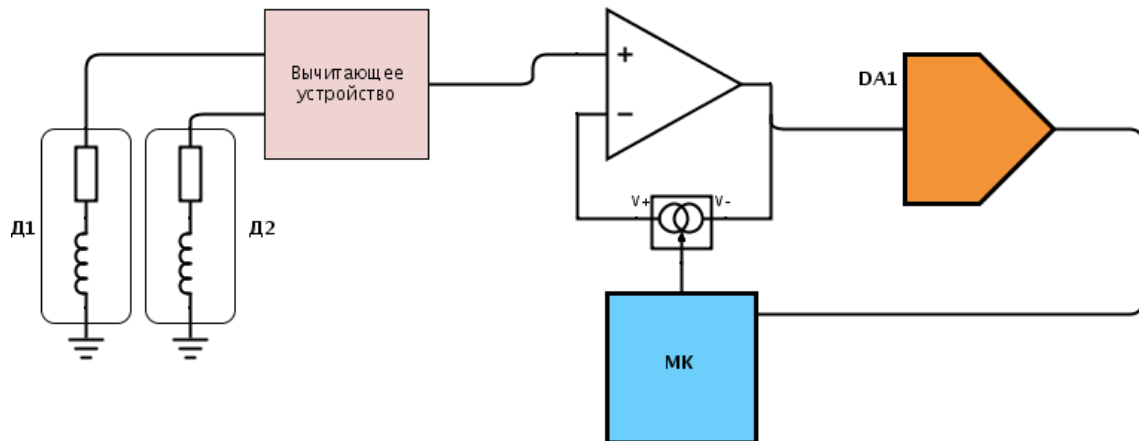 Вычитающее
устройство
+
−
DA1
V+
V-
Д1
Д2
МК